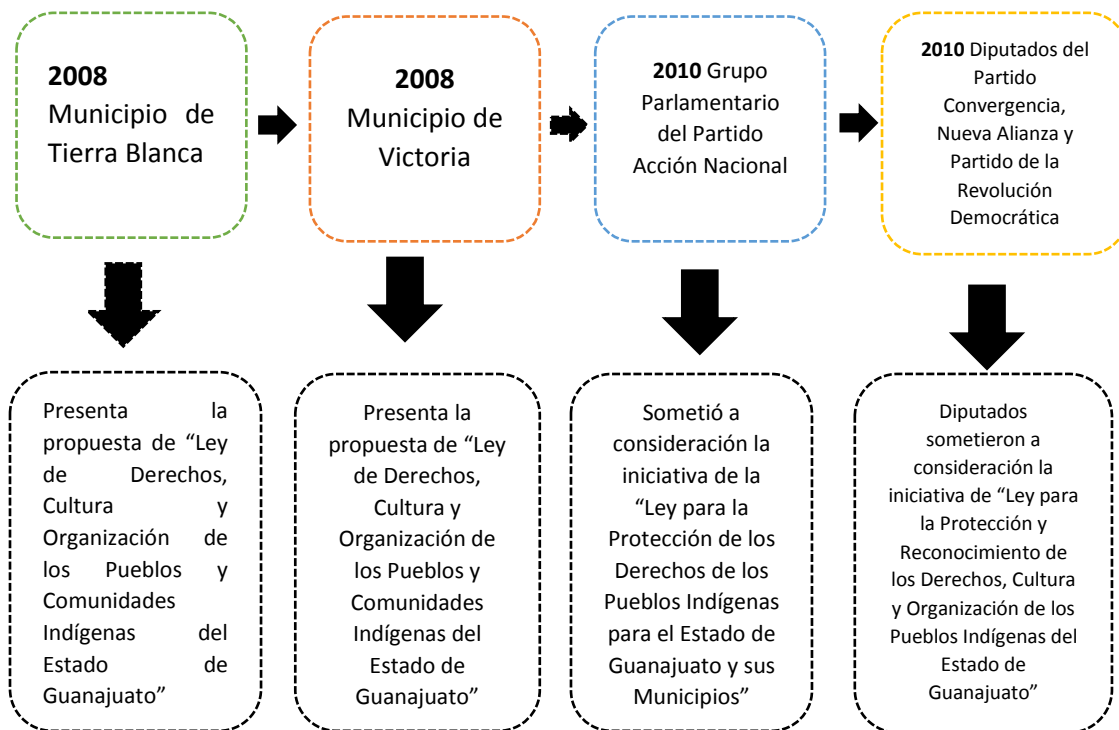 2008
Municipio de
Tierra Blanca
2008
Municipio de
Victoria
2010 Grupo
Parlamentario
del Partido
Acción Nacional
2010 Diputados del
Partido
Convergencia,
Nueva Alianza y
Partido de la
Revolución
Democrática
Presenta la
propuesta de “Ley
de Derechos,
Cultura y
Organización de
los Pueblos y
Comunidades
Indígenas del
Estado de
Guanajuato”
Presenta la
propuesta de “Ley
de Derechos,
Cultura y
Organización de
los Pueblos y
Comunidades
Indígenas del
Estado de
Guanajuato”
Sometió a
consideración la
iniciativa de la
“Ley para la
Protección de los
Derechos de los
Pueblos Indígenas
para el Estado de
Guanajuato y sus
Municipios”
Diputados
sometieron a
consideración la
iniciativa de “Ley para
la Protección y
Reconocimiento de
los Derechos, Cultura
y Organización de los
Pueblos Indígenas del
Estado de
Guanajuato”